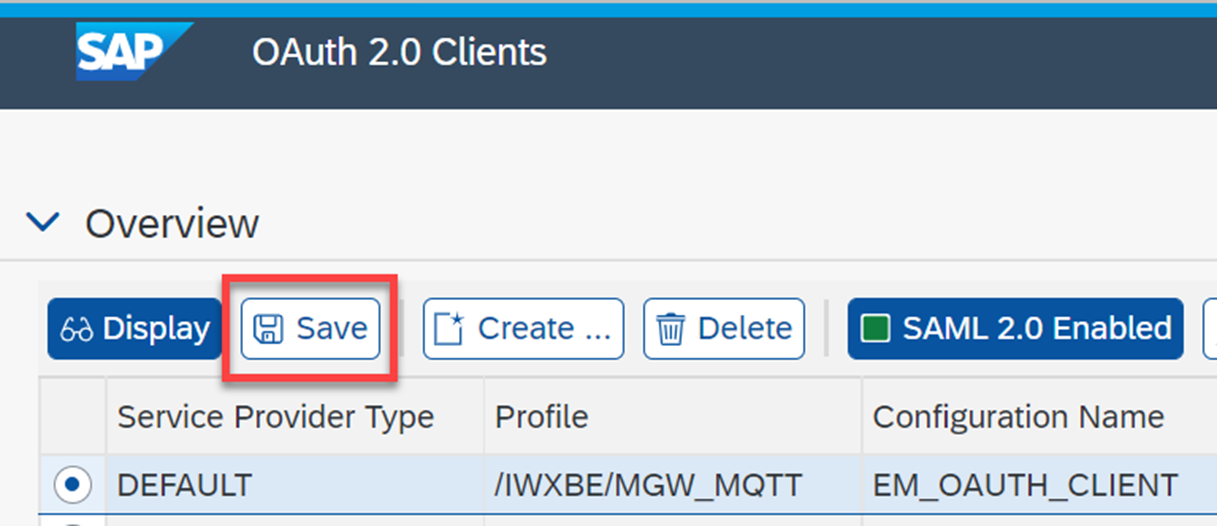 SAP OAuth 2.0 Clients
Overview
Display Save Create ... Delete SAML 2.0 Enabled
Service Provider Type Profile Configuration Name
DEFAULT /IWXBE/MGW_MQTT EM_OAUTH_CLIENT